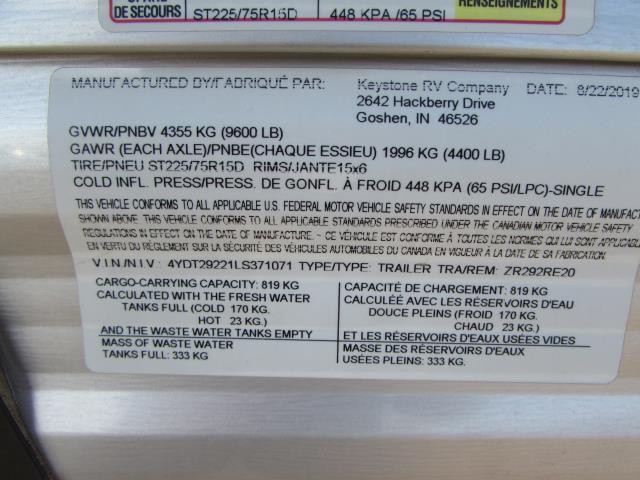 DE SECOURS ST225/75R15D 448 KPA /65 PSI RENSEIGNEMENTS
MANUFACTURED BY/FABRIQUÉ PAR: Keystone RV Company DATE: 8/22/2019
2642 Hackberry Drive
Goshen, IN 46526
GVWR/PNBV 4355 KG (9600 LB)
GAWR (EACH AXLE)/PNBE(CHAQUE ESSIEU) 1996 KG (4400 LB)
TIRE/PNEU ST225/75R15D RIMS/JANTE15x6
COLD INFL. PRESS/PRESS. DE GONFL. À FROID 448 KPA (65 PSI/LPC)-SINGLE
THIS VEHICLE CONFORMS TO ALL APPLICABLE U.S. FEDERAL MOTOR VEHICLE SAFETY STANDARDS IN EFFECT ON THE DATE OF MANUFACT
SHOWN ABOVE. THIS VEHICLE CONFORMS TO ALL APPLICABLE STANDARDS PRESCRIBED UNDER THE CANADIAN MOTOR VEHICLE SAFETY
REGULATIONS IN EFFECT ON THE DATE OF MANUFACTURE. - CE VÉHICULE EST CONFORME À TOUTES LES NORMES QUI LUI SONT APPLICABL
EN VERTU DU RÈGLEMENT SUR LA SÉCURITÉ DES VÉHICULES AUTOMOBILES DU CANADA EN VIGUEUR À LA DATE DE SA FABRICATION.
V.I.N./N.I.V.: 4YDT29221LS371071 TYPE/TYPE: TRAILER TRA/REM: ZR292RE20
CARGO-CARRYING CAPACITY: 819 KG
CALCULATED WITH THE FRESH WATER
TANKS FULL (COLD 170 KG.
HOT 23 KG.)
AND THE WASTE WATER TANKS EMPTY
MASS OF WASTE WATER
TANKS FULL: 333 KG
CAPACITÉ DE CHARGEMENT: 819 KG
CALCULÉE AVEC LES RÉSERVOIRS D'EAU
DOUCE PLEINS (FROID 170 KG.
CHAUD 23 KG.)
ET LES RÉSERVOIRS D'EAUX USÉES VIDES
MASSE DES RÉSERVOIRS D'EAUX
USÉES PLEINS: 333 KG.